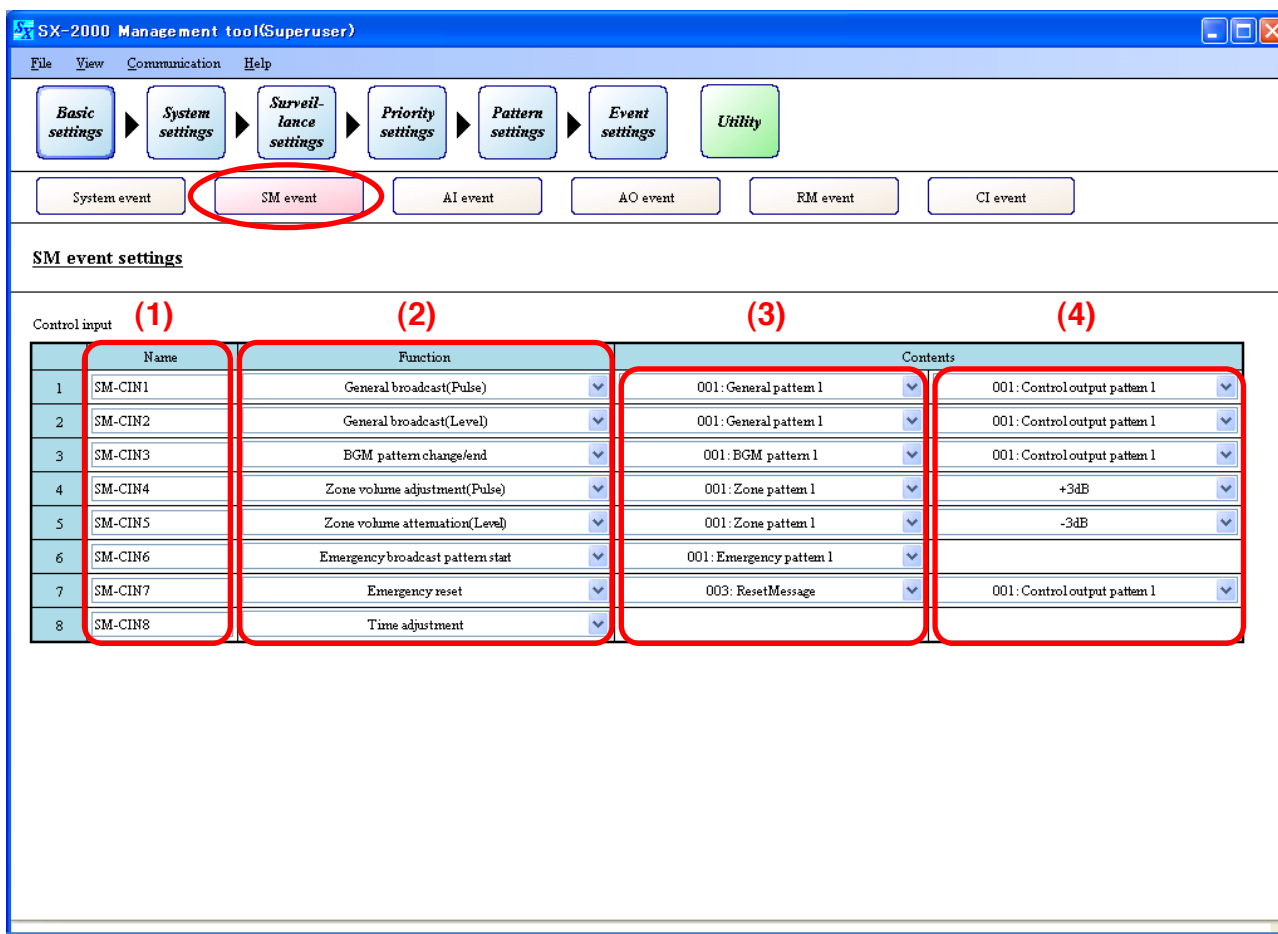 SX-2000 Management tool(Superuser)
File View Communication Help
Basic settings
System settings
Surveil-lance settings
Priority settings
Pattern settings
Event settings
Utility
System event
SM event
AI event
AO event
RM event
CI event
SM event settings
Control input
(1) (2) (3) (4)
Name Function Contents
1 SM-CIN1 General broadcast(Pulse) 001: General pattern 1 001: Control output pattern 1
2 SM-CIN2 General broadcast(Level) 001: General pattern 1 001: Control output pattern 1
3 SM-CIN3 BGM pattern change/end 001: BGM pattern 1 001: Control output pattern 1
4 SM-CIN4 Zone volume adjustment(Pulse) 001: Zone pattern 1 +3dB
5 SM-CIN5 Zone volume attenuation(Level) 001: Zone pattern 1 -3dB
6 SM-CIN6 Emergency broadcast pattern start 001: Emergency pattern 1
7 SM-CIN7 Emergency reset 003: ResetMessage 001: Control output pattern 1
8 SM-CIN8 Time adjustment